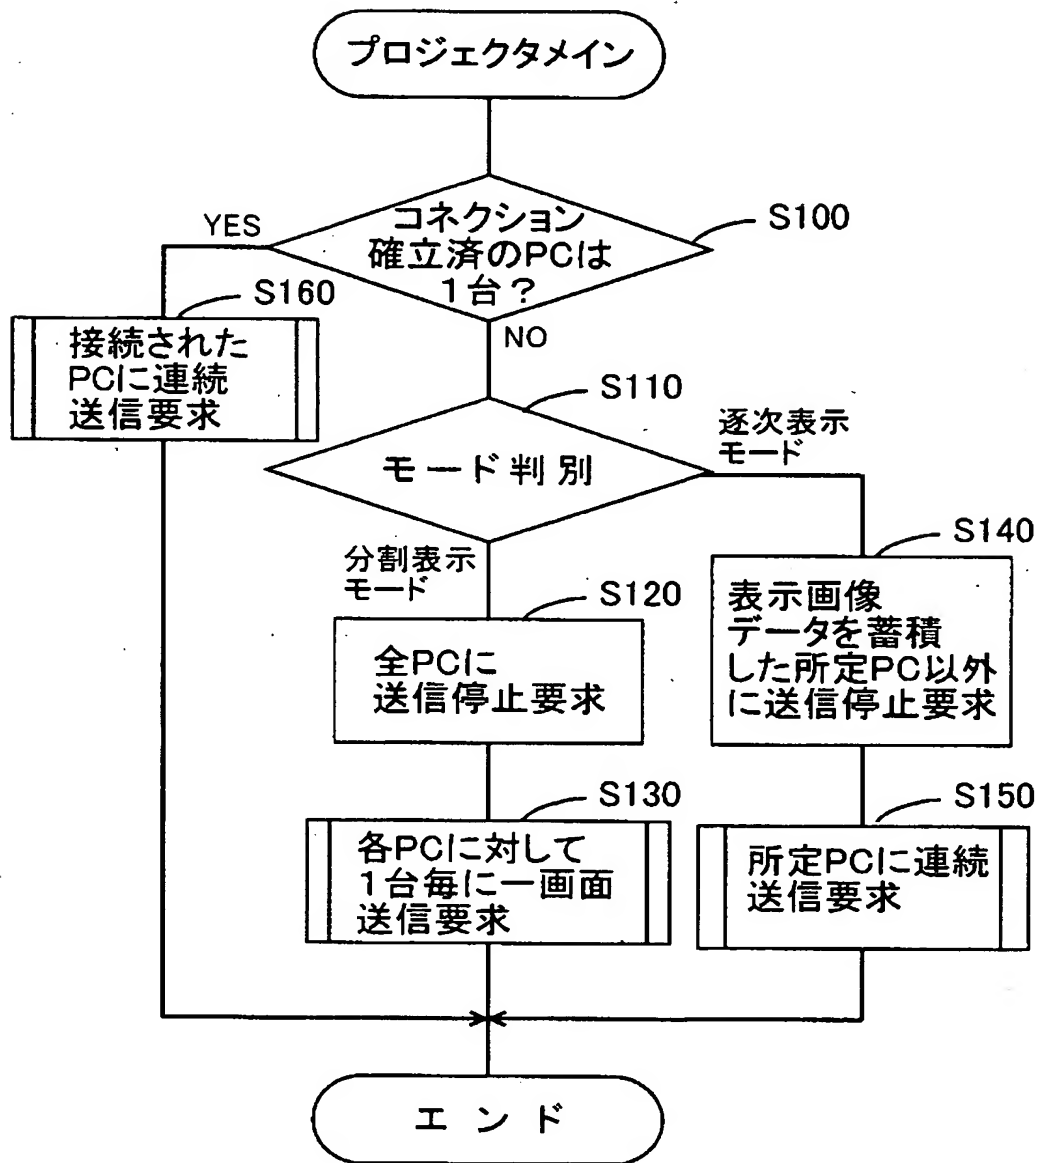 プロジェクタメイン
コネクション
確立済のPCは
1台？
S100
YES
NO
S160
接続された
PCに連続
送信要求
S110
モード判別
逐次表示
モード
分割表示
モード
S120
全PCに
送信停止要求
S140
表示画像
データを蓄積
した所定PC以外
に送信停止要求
S130
各PCに対して
1台毎に一画面
送信要求
S150
所定PCに連続
送信要求
エンド